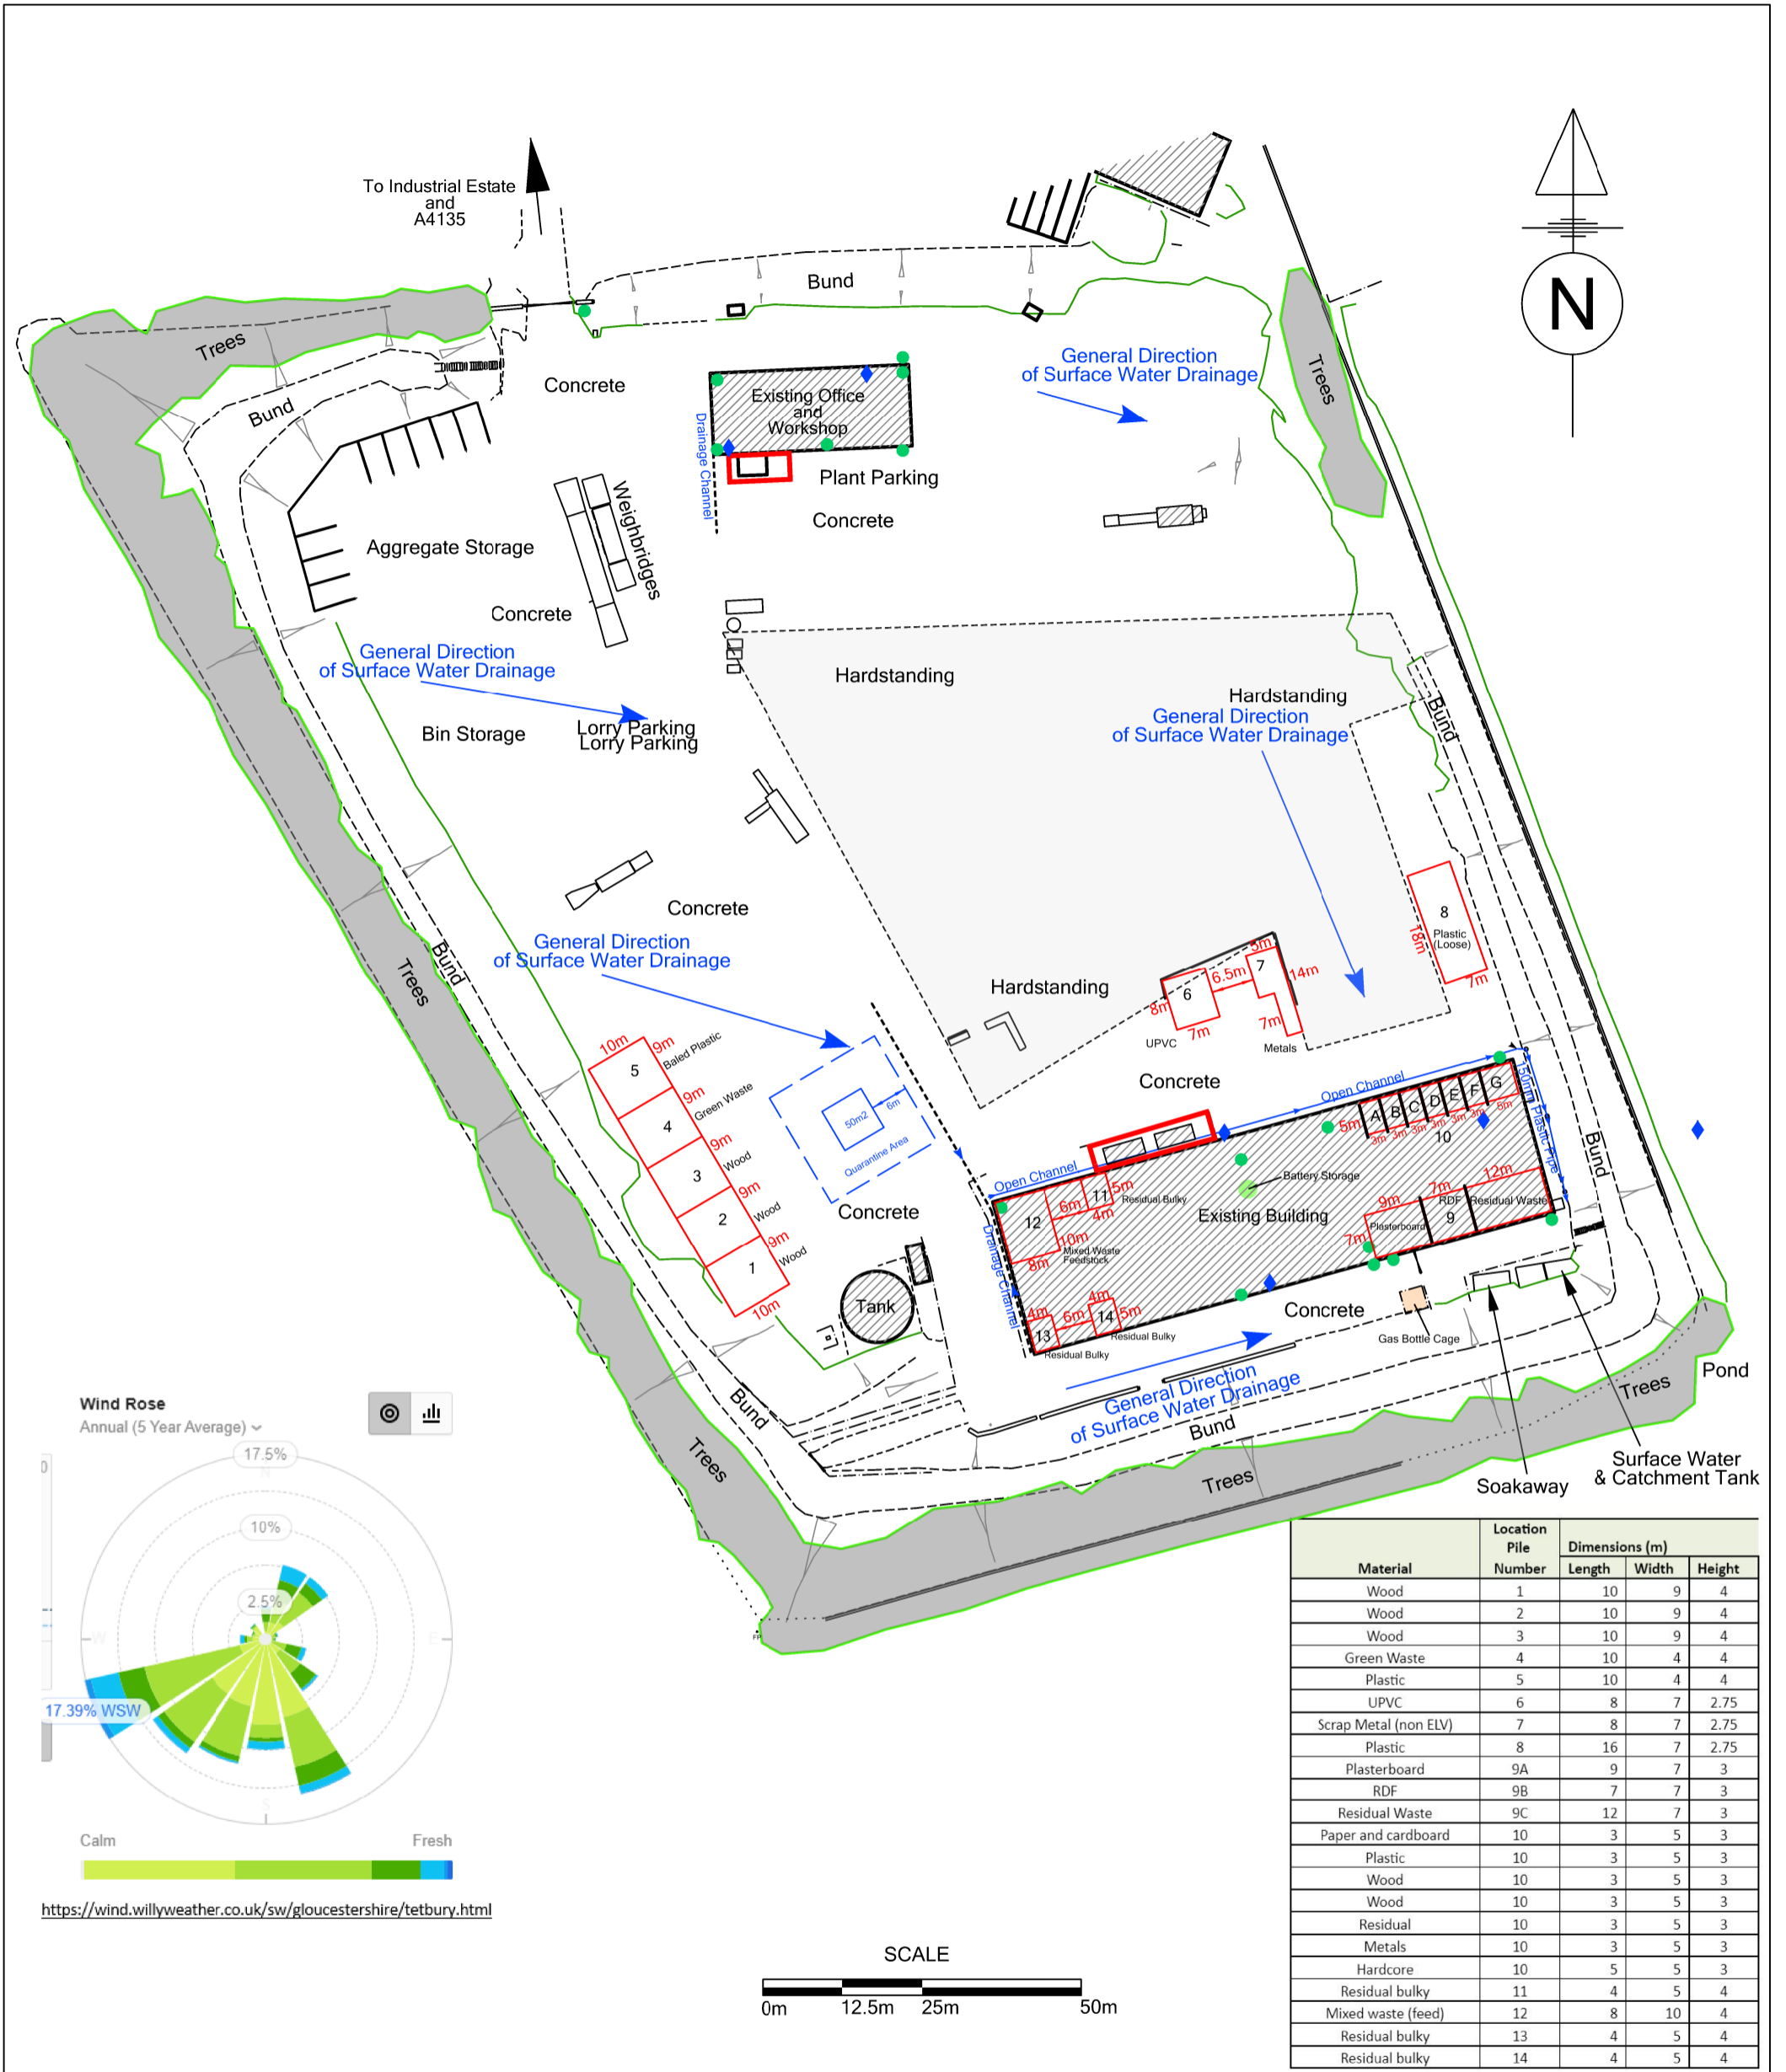 To Industrial Estate
and
A4135
Bund
Trees
Bund
Concrete
Existing Office
and
Workshop
Drainage Channel
Plant Parking
Concrete
General Direction
of Surface Water Drainage
Trees
N
Weighbridges
Aggregate Storage
Concrete
General Direction
of Surface Water Drainage
Bin Storage
Lorry Parking
Lorry Parking
Hardstanding
Hardstanding
General Direction
of Surface Water Drainage
Bund
Concrete
General Direction
of Surface Water Drainage
Trees
Bund
Hardstanding
8
Plastic
(Loose)
18m
7m
6
8m
7m
UPVC
6.5m
5m
7
14m
7m
Metals
Concrete
10m
9m
5
Baled Plastic
9m
4
Green Waste
9m
3
Wood
9m
2
Wood
9m
1
Wood
10m
50m2
6m
Quarantine Area
Concrete
Tank
Open Channel
Open Channel
Drainage Channel
150mm Plastic Pipe
Bund
A B C D E F G
5m
3m 3m 3m 3m 3m 3m 5m
10
Battery Storage
Existing Building
12
6m
11
5m
4m
Residual Bulky
10m
8m
Mixed Waste
Feedstock
9m
7m
12m
Plasterboard
RDF
9
Residual Waste
7m
4m
13
6m
4m
14
5m
Residual Bulky
Residual Bulky
Concrete
Gas Bottle Cage
General Direction
of Surface Water Drainage
Bund
Bund
Trees
Trees
Trees
Pond
Soakaway
Surface Water
& Catchment Tank
FP
Wind Rose
Annual (5 Year Average)
0
17.5%
N
10%
2.5%
W
E
17.39% WSW
S
Calm
Fresh
https://wind.willyweather.co.uk/sw/gloucestershire/tetbury.html
SCALE
0m 12.5m 25m 50m
Material Location Pile Number Dimensions (m)
Length Width Height
Wood 1 10 9 4
Wood 2 10 9 4
Wood 3 10 9 4
Green Waste 4 10 4 4
Plastic 5 10 4 4
UPVC 6 8 7 2.75
Scrap Metal (non ELV) 7 8 7 2.75
Plastic 8 16 7 2.75
Plasterboard 9A 9 7 3
RDF 9B 7 7 3
Residual Waste 9C 12 7 3
Paper and cardboard 10 3 5 3
Plastic 10 3 5 3
Wood 10 3 5 3
Wood 10 3 5 3
Residual 10 3 5 3
Metals 10 3 5 3
Hardcore 10 5 5 3
Residual bulky 11 4 5 4
Mixed waste (feed) 12 8 10 4
Residual bulky 13 4 5 4
Residual bulky 14 4 5 4